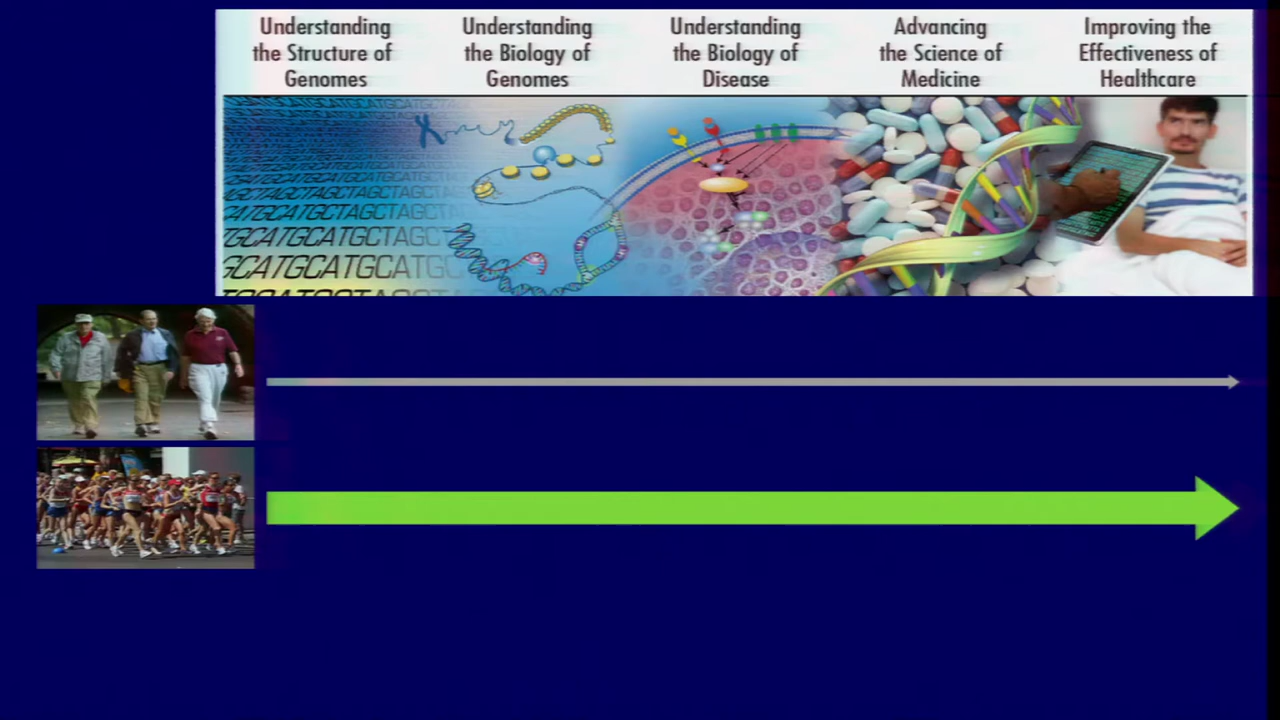 Understanding
the Structure of
Genomes
Understanding
the Biology of
Genomes
Understanding
the Biology of
Disease
Advancing
the Science of
Medicine
Improving the
Effectiveness of
Healthcare
GCATGCATGCATGC